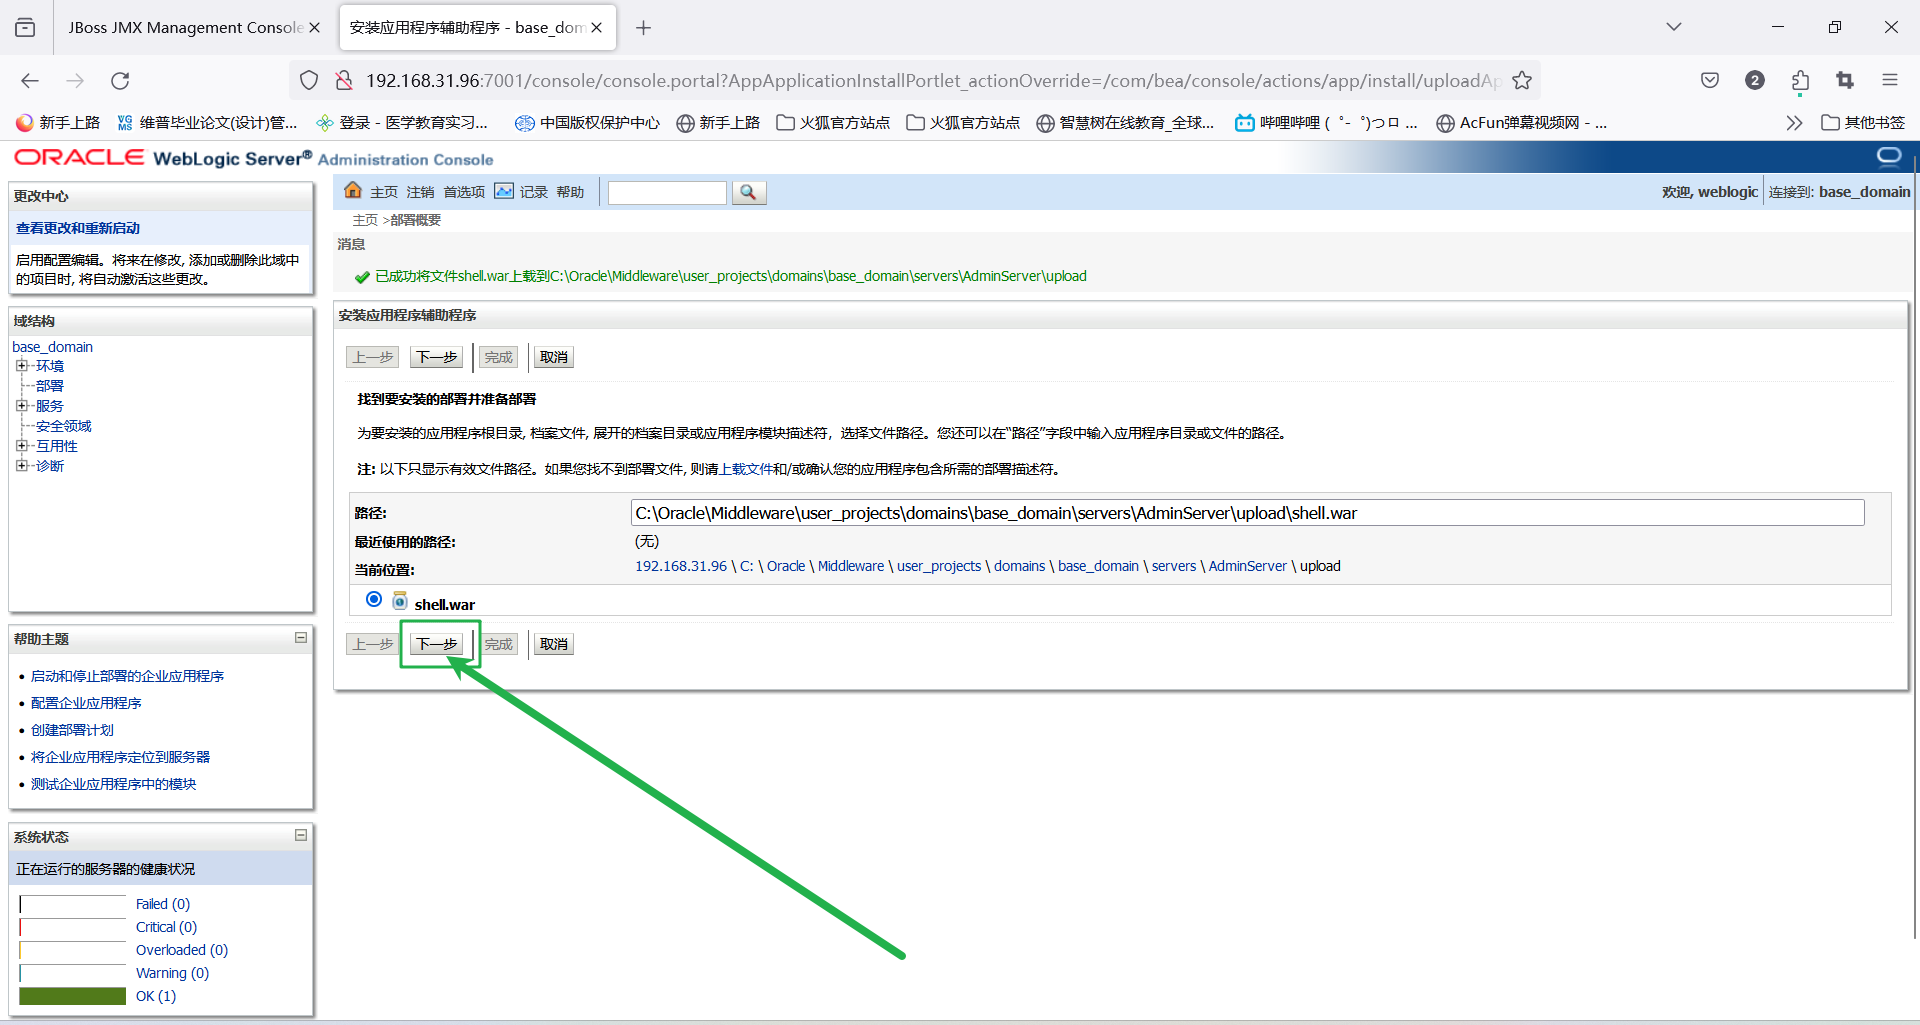 JBoss JMX Management Console
安装应用程序辅助程序 - base_dom
192.168.31.96:7001/console/console.portal?AppApplicationInstallPortlet_actionOverride=/com/bea/console/actions/app/install/uploadAp
2
新手上路
维普毕业论文(设计)管...
登录 - 医学教育实习...
中国版权保护中心
新手上路
火狐官方站点
火狐官方站点
智慧树在线教育_全球...
哔哩哔哩 ( ゜- ゜)つロ ...
AcFun弹幕视频网 - ...
其他书签
ORACLE WebLogic Server® Administration Console
更改中心
查看更改和重新启动
启用配置编辑。将来在修改, 添加或删除此域中
的项目时, 将自动激活这些更改。
域结构
base_domain
环境
部署
服务
安全领域
互用性
诊断
帮助主题
启动和停止部署的企业应用程序
配置企业应用程序
创建部署计划
将企业应用程序定位到服务器
测试企业应用程序中的模块
系统状态
正在运行的服务器的健康状况
Failed (0)
Critical (0)
Overloaded (0)
Warning (0)
OK (1)
主页 注销 首选项 记录 帮助
欢迎, weblogic
连接到: base_domain
主页 >部署概要
消息
已成功将文件shell.war上载到C:\Oracle\Middleware\user_projects\domains\base_domain\servers\AdminServer\upload
安装应用程序辅助程序
上一步 下一步 完成 取消
找到要安装的部署并准备部署
为要安装的应用程序根目录, 档案文件, 展开的档案目录或应用程序模块描述符，选择文件路径。您还可以在“路径”字段中输入应用程序目录或文件的路径。
注: 以下只显示有效文件路径。如果您找不到部署文件, 则请上载文件和/或确认您的应用程序包含所需的部署描述符。
路径: C:\Oracle\Middleware\user_projects\domains\base_domain\servers\AdminServer\upload\shell.war
最近使用的路径: (无)
当前位置: 192.168.31.96 \ C: \ Oracle \ Middleware \ user_projects \ domains \ base_domain \ servers \ AdminServer \ upload
shell.war
上一步 下一步 完成 取消